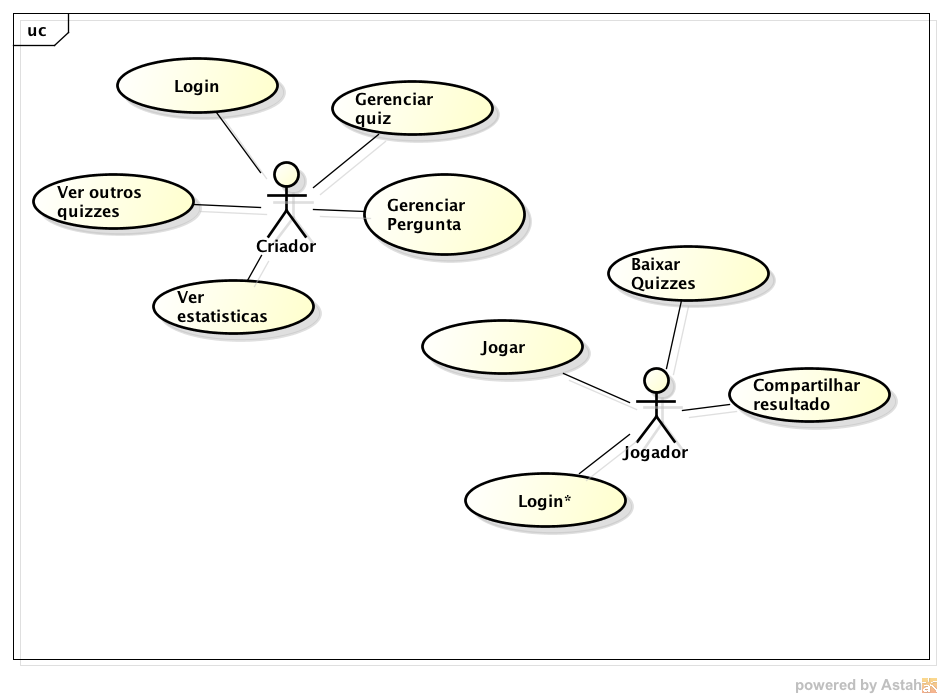 uc
Login
Gerenciar
quiz
Ver outros
quizzes
Gerenciar
Pergunta
Criador
Ver
estatisticas
Baixar
Quizzes
Jogar
Compartilhar
resultado
Jogador
Login*
powered by Astah